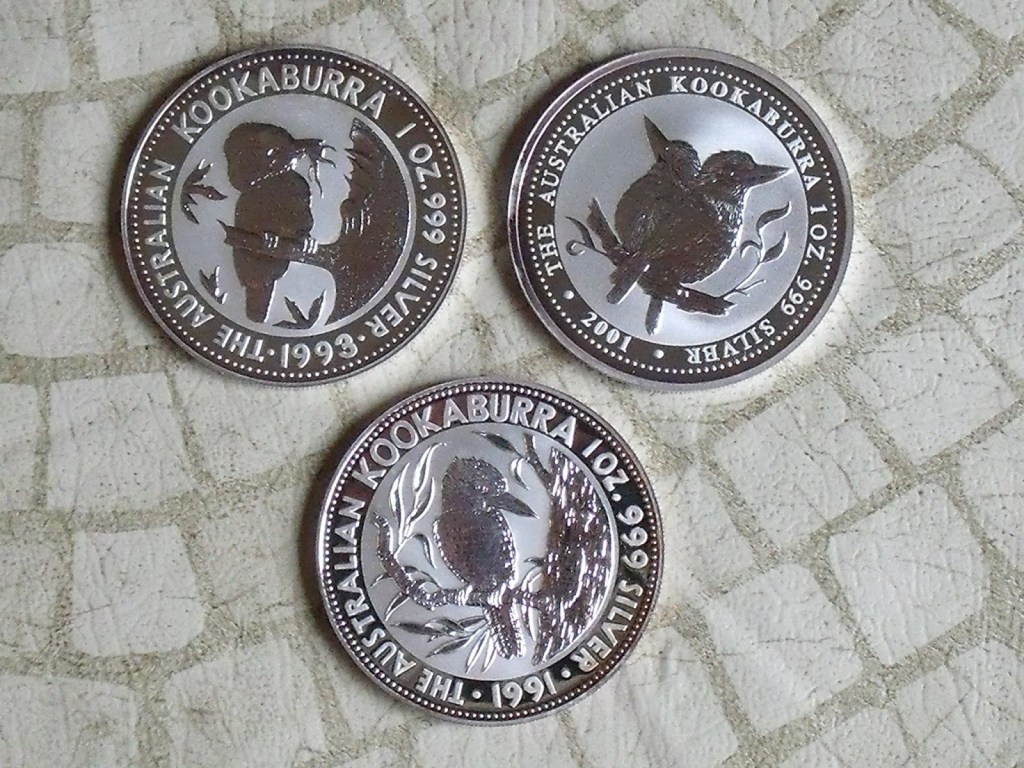 THE AUSTRALIAN KOOKABURRA 1 OZ. 999 SILVER · 1993 ·
THE AUSTRALIAN KOOKABURRA 1 OZ. 999 SILVER • 2001 •
THE AUSTRALIAN KOOKABURRA 1 OZ. 999 SILVER · 1991 ·